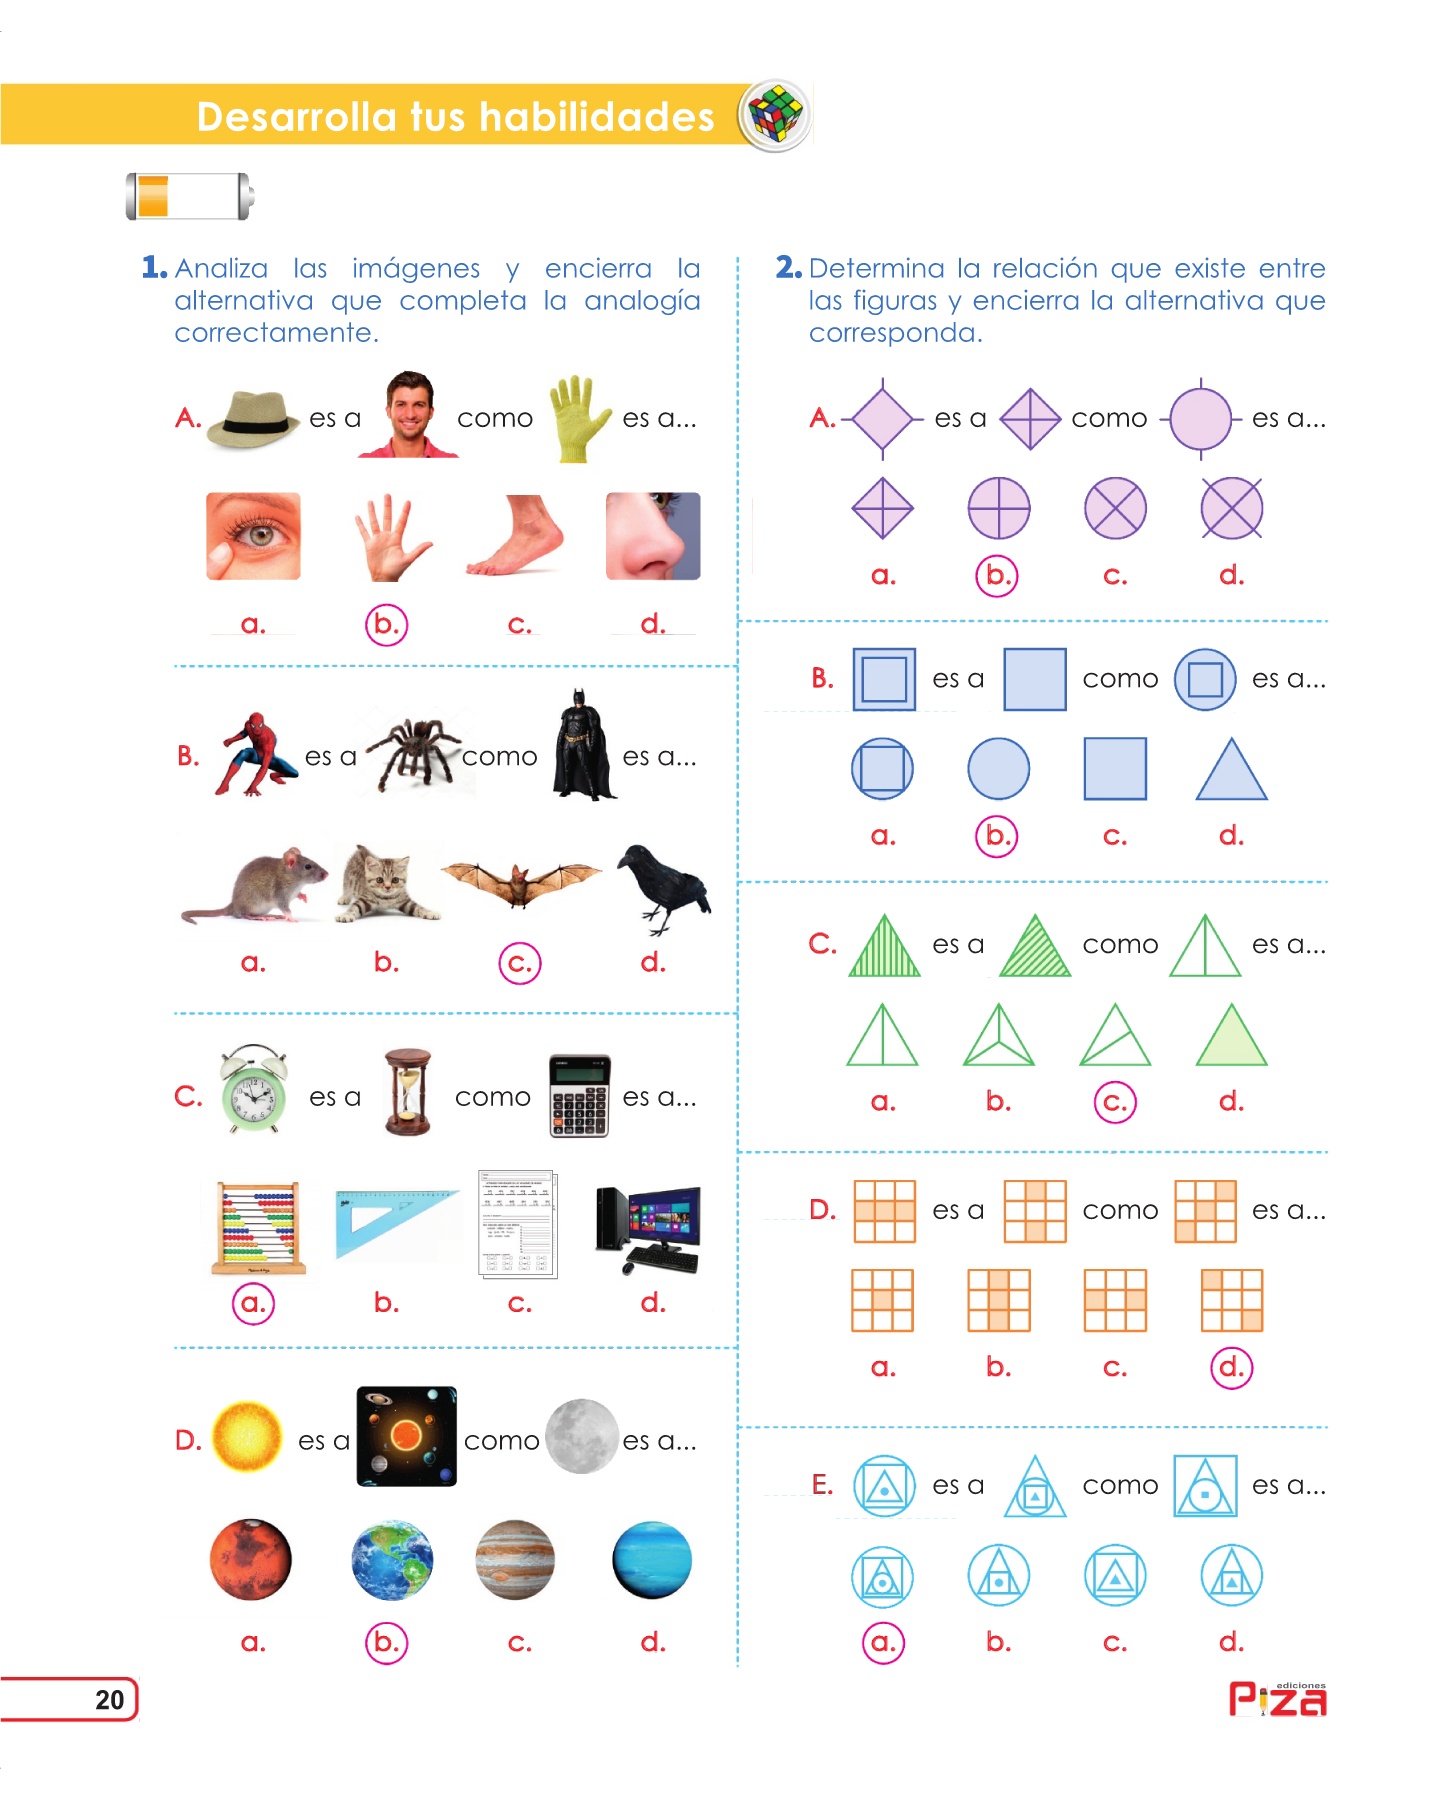 Desarrolla tus habilidades
1. Analiza las imágenes y encierra la
alternativa que completa la analogía
correctamente.
A. es a como es a...
a. b. c. d.
B. es a como es a...
a. b. c. d.
C. es a como es a...
a. b. c. d.
D. es a como es a...
a. b. c. d.
2. Determina la relación que existe entre
las figuras y encierra la alternativa que
corresponda.
A. es a como es a...
a. b. c. d.
B. es a como es a...
a. b. c. d.
C. es a como es a...
a. b. c. d.
D. es a como es a...
a. b. c. d.
E. es a como es a...
a. b. c. d.
20
ediciones
Piza